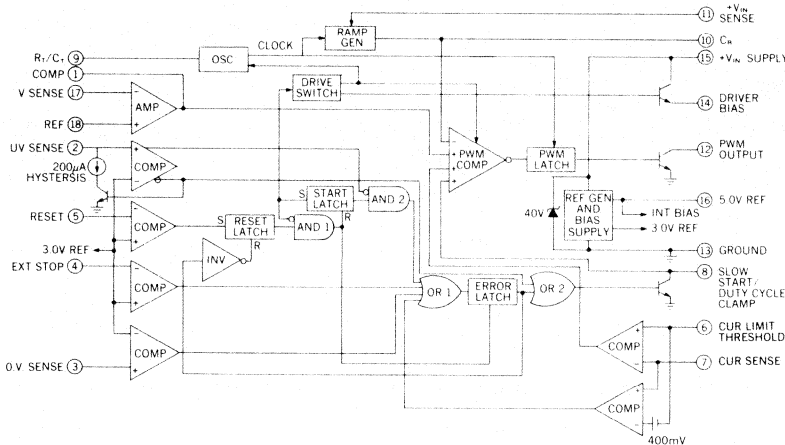 ⑪ +VIN SENSE
CLOCK
RAMP GEN
⑩ CR
RT/CT ⑨
OSC
⑮ +VIN SUPPLY
COMP ①
V SENSE ⑰
DRIVE SWITCH
AMP
⑭ DRIVER BIAS
REF ⑱
UV SENSE ②
PWM COMP
PWM LATCH
⑫ PWM OUTPUT
COMP
200µA HYSTERSIS
START LATCH
S
R
AND 2
40V
REF GEN AND BIAS SUPPLY
⑯ 5.0V REF
INT BIAS
3.0V REF
RESET ⑤
COMP
S
RESET LATCH
R
AND 1
3.0V REF
INV
⑬ GROUND
EXT STOP ④
COMP
OR 1
ERROR LATCH
OR 2
⑧ SLOW START/ DUTY CYCLE CLAMP
⑥ CUR LIMIT THRESHOLD
COMP
COMP
O.V SENSE ③
⑦ CUR SENSE
COMP
400mV